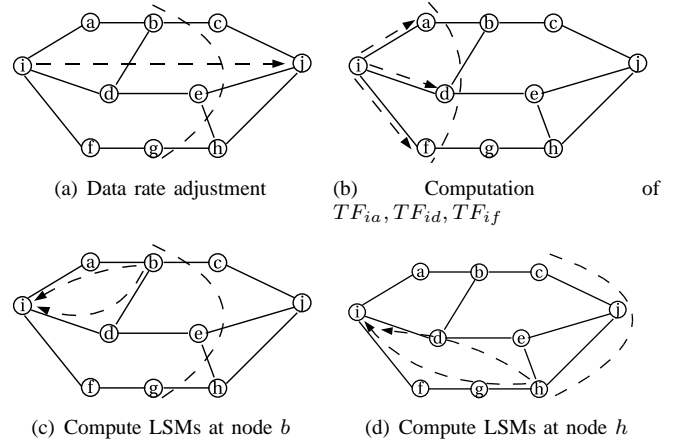 a b c
i j
d e
f g h
(a) Data rate adjustment
a b c
i j
d e
f g h
(b) Computation of
TF_{ia}, TF_{id}, TF_{if}
a b c
i j
d e
f g h
(c) Compute LSMs at node b
a b c
i j
d e
f g h
(d) Compute LSMs at node h